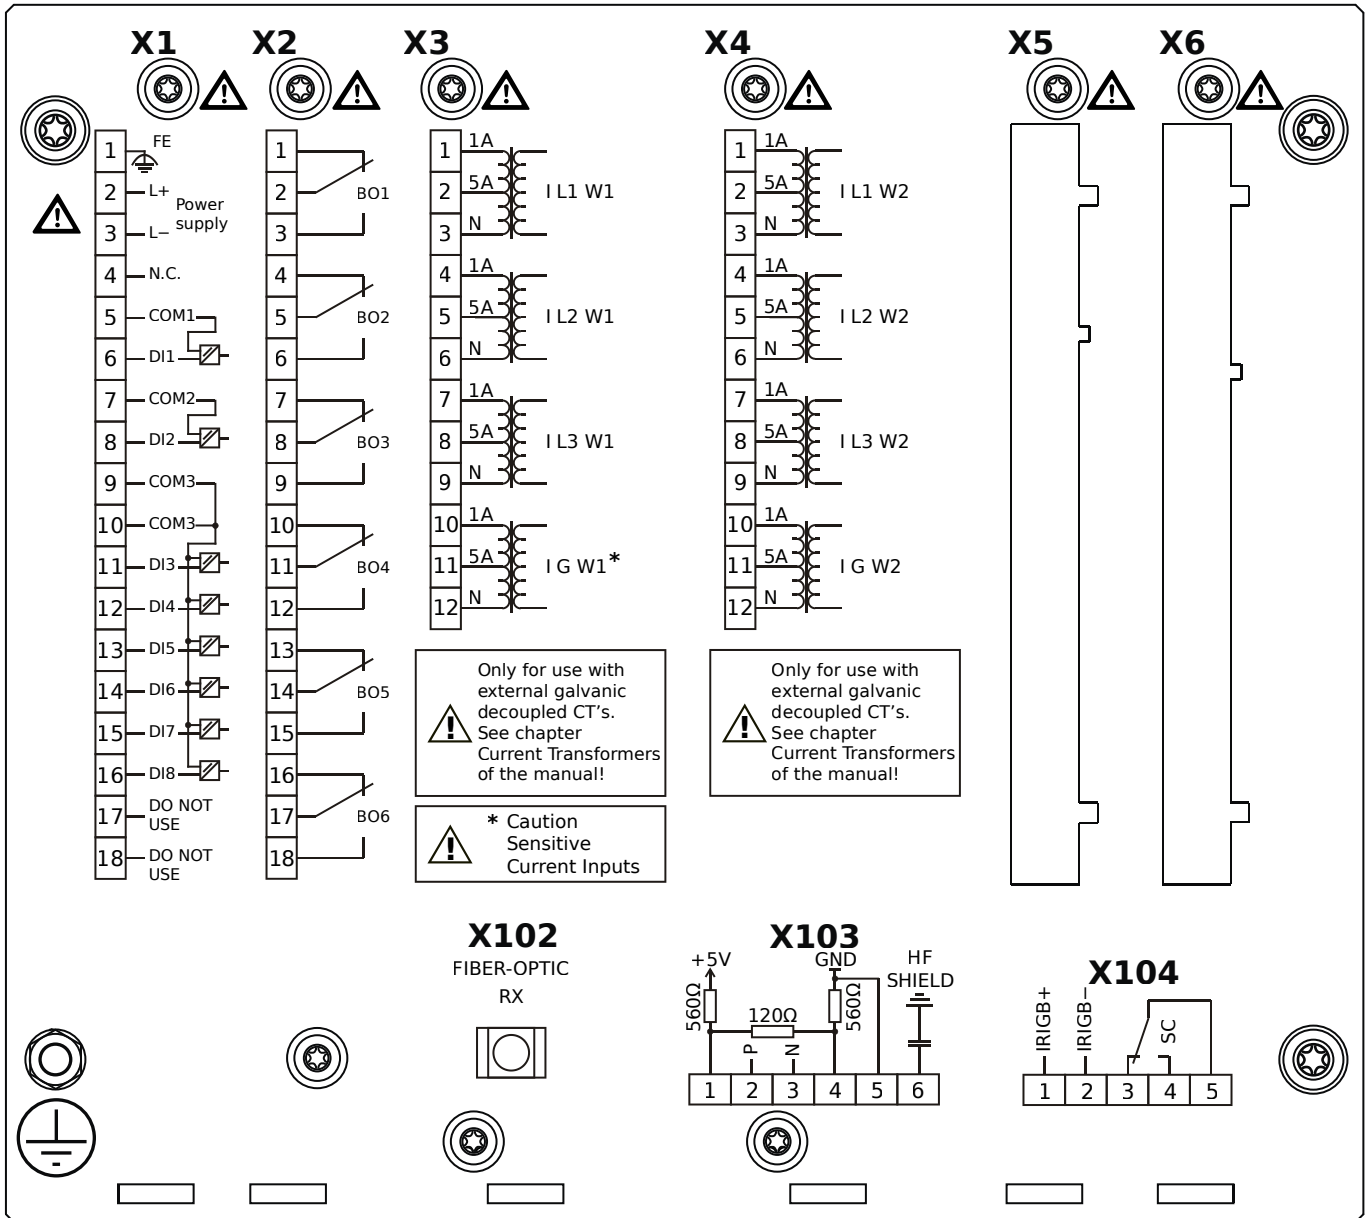 X1 X2 X3 X4 X5 X6
1 FE
2 L+ Power
supply
3 L−
4 N.C.
5 COM1
6 DI1
7 COM2
8 DI2
9 COM3
10 COM3
11 DI3
12 DI4
13 DI5
14 DI6
15 DI7
16 DI8
17 DO NOT
USE
18 DO NOT
USE
1
2 BO1
3
4
5 BO2
6
7
8 BO3
9
10
11 BO4
12
13
14 BO5
15
16
17 BO6
18
1 1A
2 5A I L1 W1
3 N
4 1A
5 5A I L2 W1
6 N
7 1A
8 5A I L3 W1
9 N
10 1A
11 5A I G W1*
12 N
Only for use with
external galvanic
decoupled CT's.
See chapter
Current Transformers
of the manual!
* Caution
Sensitive
Current Inputs
1 1A
2 5A I L1 W2
3 N
4 1A
5 5A I L2 W2
6 N
7 1A
8 5A I L3 W2
9 N
10 1A
11 5A I G W2
12 N
Only for use with
external galvanic
decoupled CT's.
See chapter
Current Transformers
of the manual!
X102
FIBER-OPTIC
RX
X103
+5V GND HF
SHIELD
560Ω 120Ω 560Ω
P N
1 2 3 4 5 6
X104
IRIGB+ IRIGB− SC
1 2 3 4 5